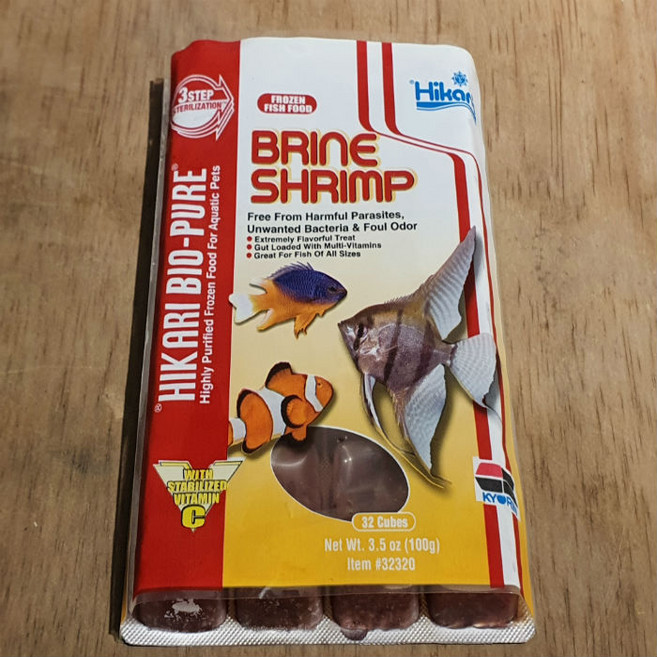 3 STEP
STERILIZATION
FROZEN
FISH FOOD
Hikari
BRINE
SHRIMP
Free From Harmful Parasites,
Unwanted Bacteria & Foul Odor
● Extremely Flavorful Treat
● Gut Loaded With Multi-Vitamins
● Great For Fish Of All Sizes
®HIKARI BIO-PURE®
Highly Purified Frozen Food For Aquatic Pets
WITH
STABILIZED
VITAMIN
C
KYORIN
32 Cubes
Net Wt. 3.5 oz (100g)
Item #32320